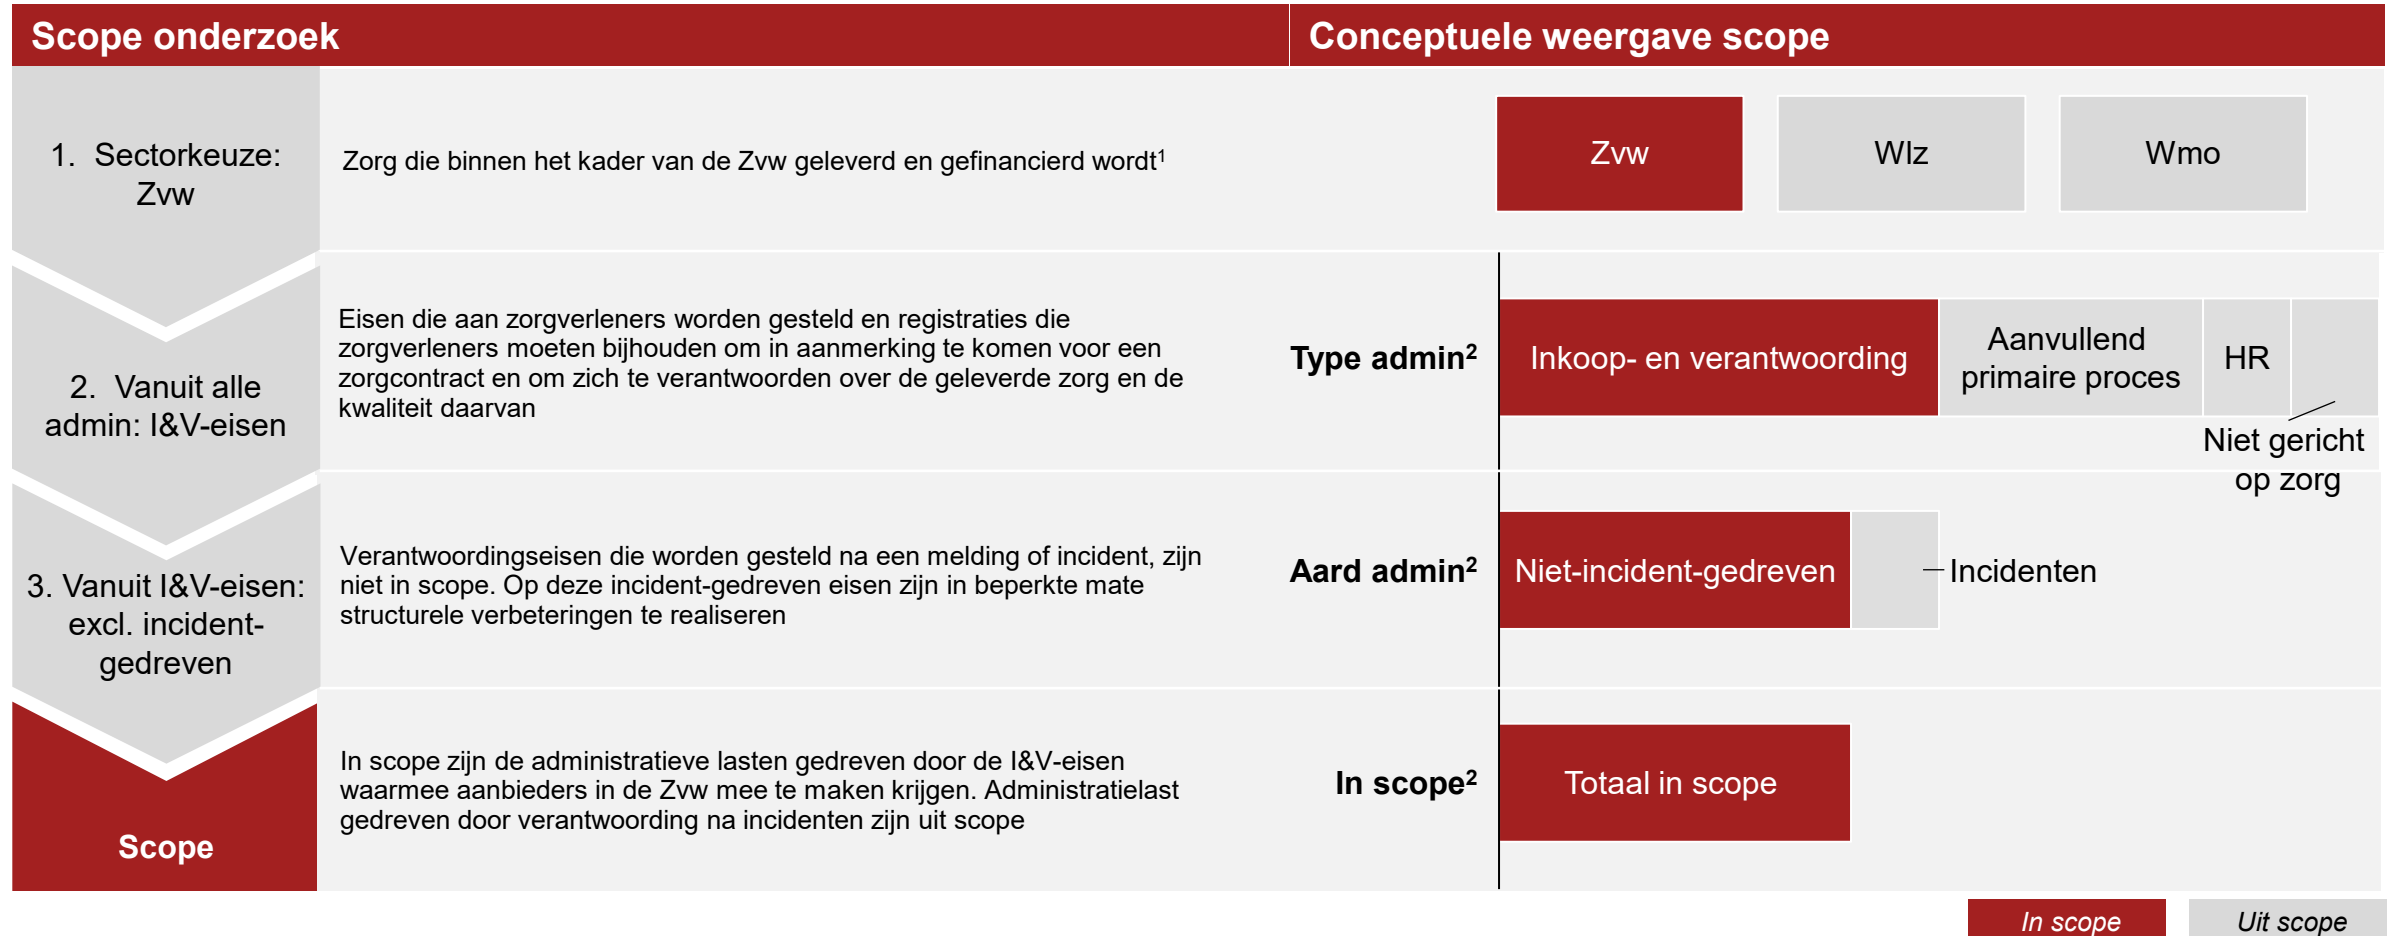 Scope onderzoek
Conceptuele weergave scope
1. Sectorkeuze:
Zvw
Zorg die binnen het kader van de Zvw geleverd en gefinancierd wordt¹
Zvw
Wlz
Wmo
2. Vanuit alle
admin: I&V-eisen
Eisen die aan zorgverleners worden gesteld en registraties die
zorgverleners moeten bijhouden om in aanmerking te komen voor een
zorgcontract en om zich te verantwoorden over de geleverde zorg en de
kwaliteit daarvan
Type admin²
Inkoop- en verantwoording
Aanvullend
primaire proces
HR
Niet gericht
op zorg
3. Vanuit I&V-eisen:
excl. incident-
gedreven
Verantwoordingseisen die worden gesteld na een melding of incident, zijn
niet in scope. Op deze incident-gedreven eisen zijn in beperkte mate
structurele verbeteringen te realiseren
Aard admin²
Niet-incident-gedreven
Incidenten
Scope
In scope zijn de administratieve lasten gedreven door de I&V-eisen
waarmee aanbieders in de Zvw mee te maken krijgen. Administratielast
gedreven door verantwoording na incidenten zijn uit scope
In scope²
Totaal in scope
In scope
Uit scope